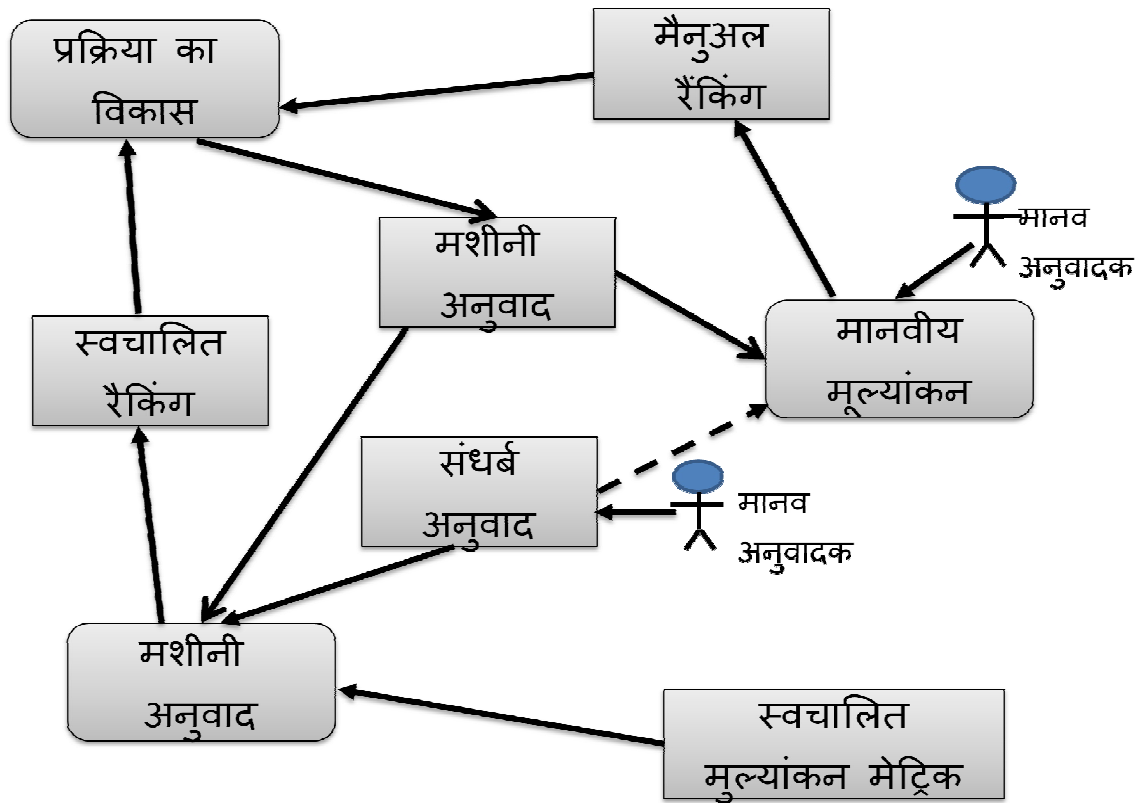 प्रक्रिया का
विकास
मैनुअल
रैंकिंग
मानव
अनुवादक
मशीनी
अनुवाद
स्वचालित
रैकिंग
मानवीय
मूल्यांकन
संधर्ब
अनुवाद
मानव
अनुवादक
मशीनी
अनुवाद
स्वचालित
मुल्यांकन मेट्रिक